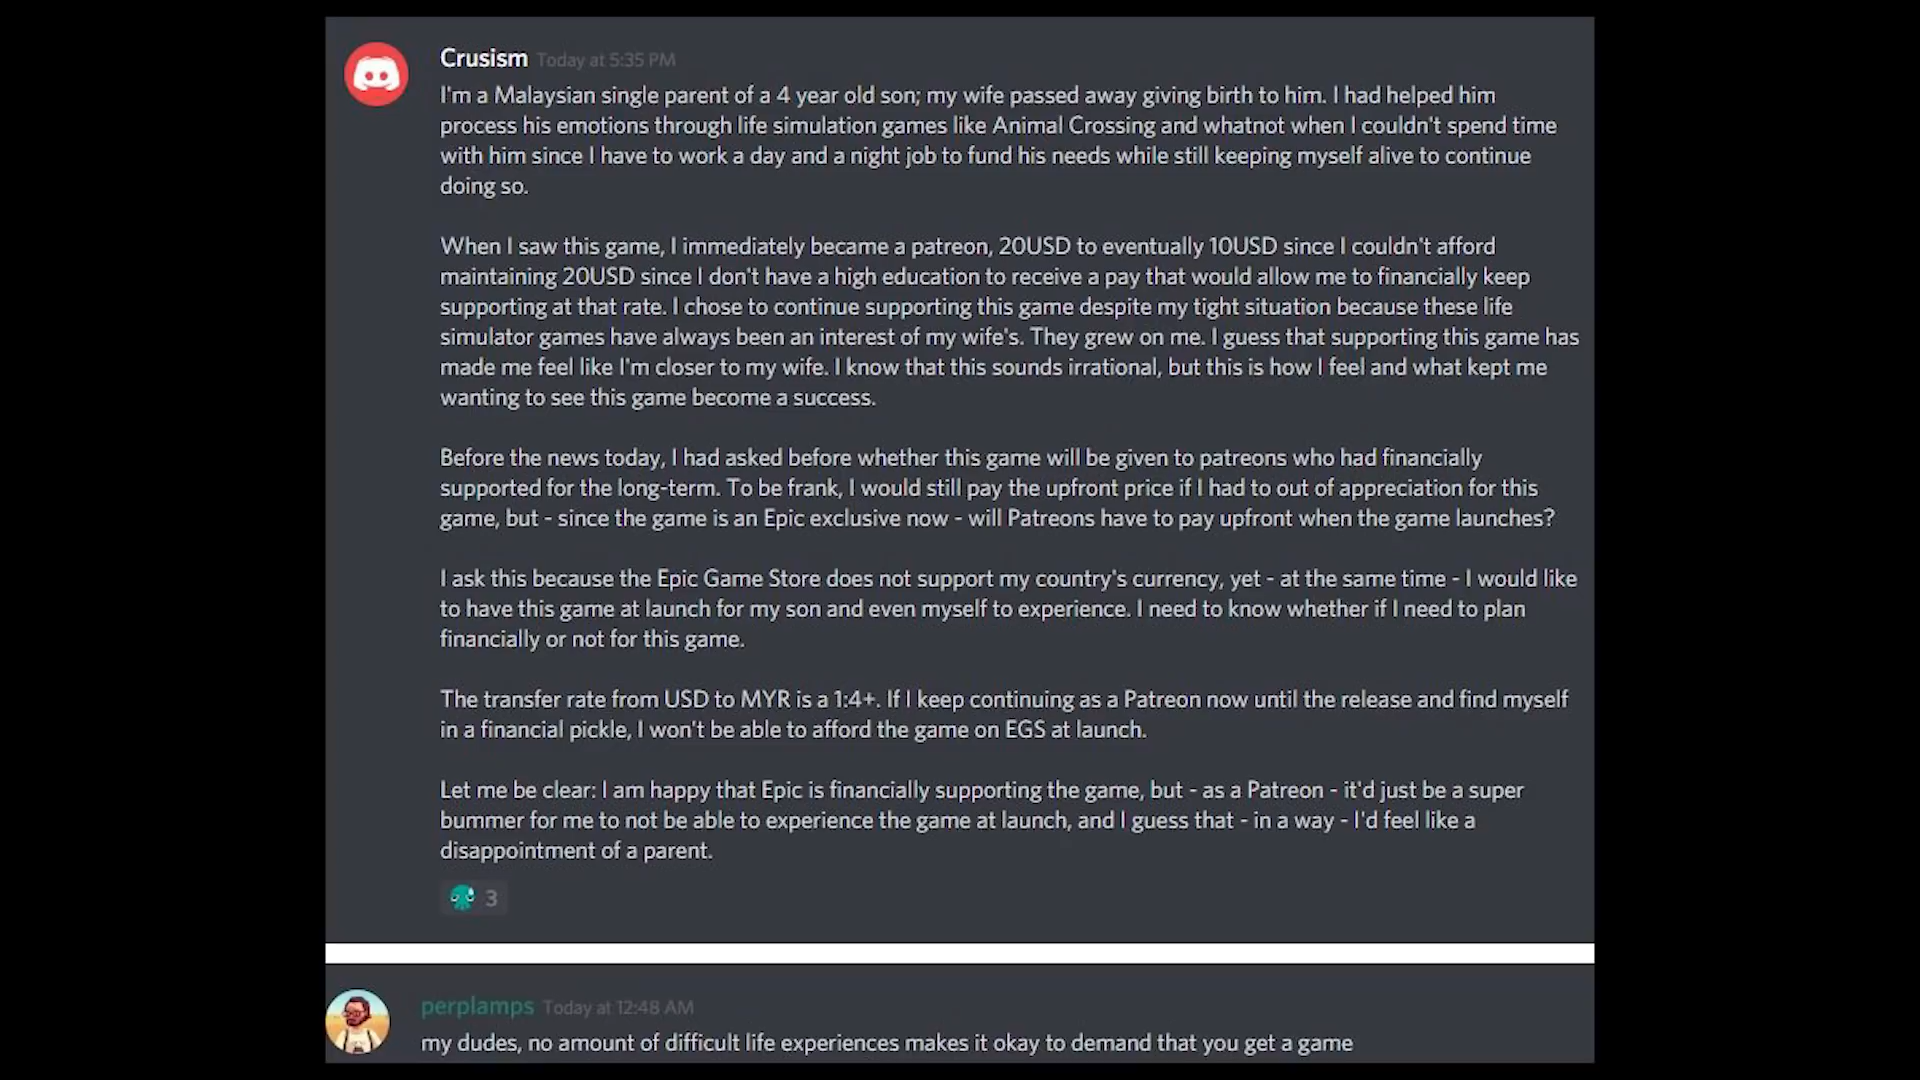 Crusism Today at 5:35 PM
I'm a Malaysian single parent of a 4 year old son; my wife passed away giving birth to him. I had helped him
process his emotions through life simulation games like Animal Crossing and whatnot when I couldn't spend time
with him since I have to work a day and a night job to fund his needs while still keeping myself alive to continue
doing so.
When I saw this game, I immediately became a patreon, 20USD to eventually 10USD since I couldn't afford
maintaining 20USD since I don't have a high education to receive a pay that would allow me to financially keep
supporting at that rate. I chose to continue supporting this game despite my tight situation because these life
simulator games have always been an interest of my wife's. They grew on me. I guess that supporting this game has
made me feel like I'm closer to my wife. I know that this sounds irrational, but this is how I feel and what kept me
wanting to see this game become a success.
Before the news today, I had asked before whether this game will be given to patreons who had financially
supported for the long-term. To be frank, I would still pay the upfront price if I had to out of appreciation for this
game, but - since the game is an Epic exclusive now - will Patreons have to pay upfront when the game launches?
I ask this because the Epic Game Store does not support my country's currency, yet - at the same time - I would like
to have this game at launch for my son and even myself to experience. I need to know whether if I need to plan
financially or not for this game.
The transfer rate from USD to MYR is a 1:4+. If I keep continuing as a Patreon now until the release and find myself
in a financial pickle, I won't be able to afford the game on EGS at launch.
Let me be clear: I am happy that Epic is financially supporting the game, but - as a Patreon - it'd just be a super
bummer for me to not be able to experience the game at launch, and I guess that - in a way - I'd feel like a
disappointment of a parent.
3
perplamps Today at 12:48 AM
my dudes, no amount of difficult life experiences makes it okay to demand that you get a game